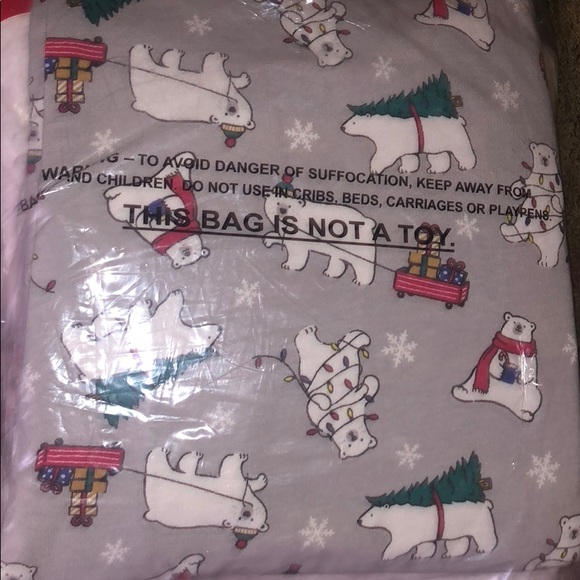 – TO AVOID DANGER OF SUFFOCATION, KEEP AWAY FROM
AND CHILDREN. DO NOT USE IN CRIBS, BEDS, CARRIAGES OR PLAYPENS.
THIS BAG IS NOT A TOY.